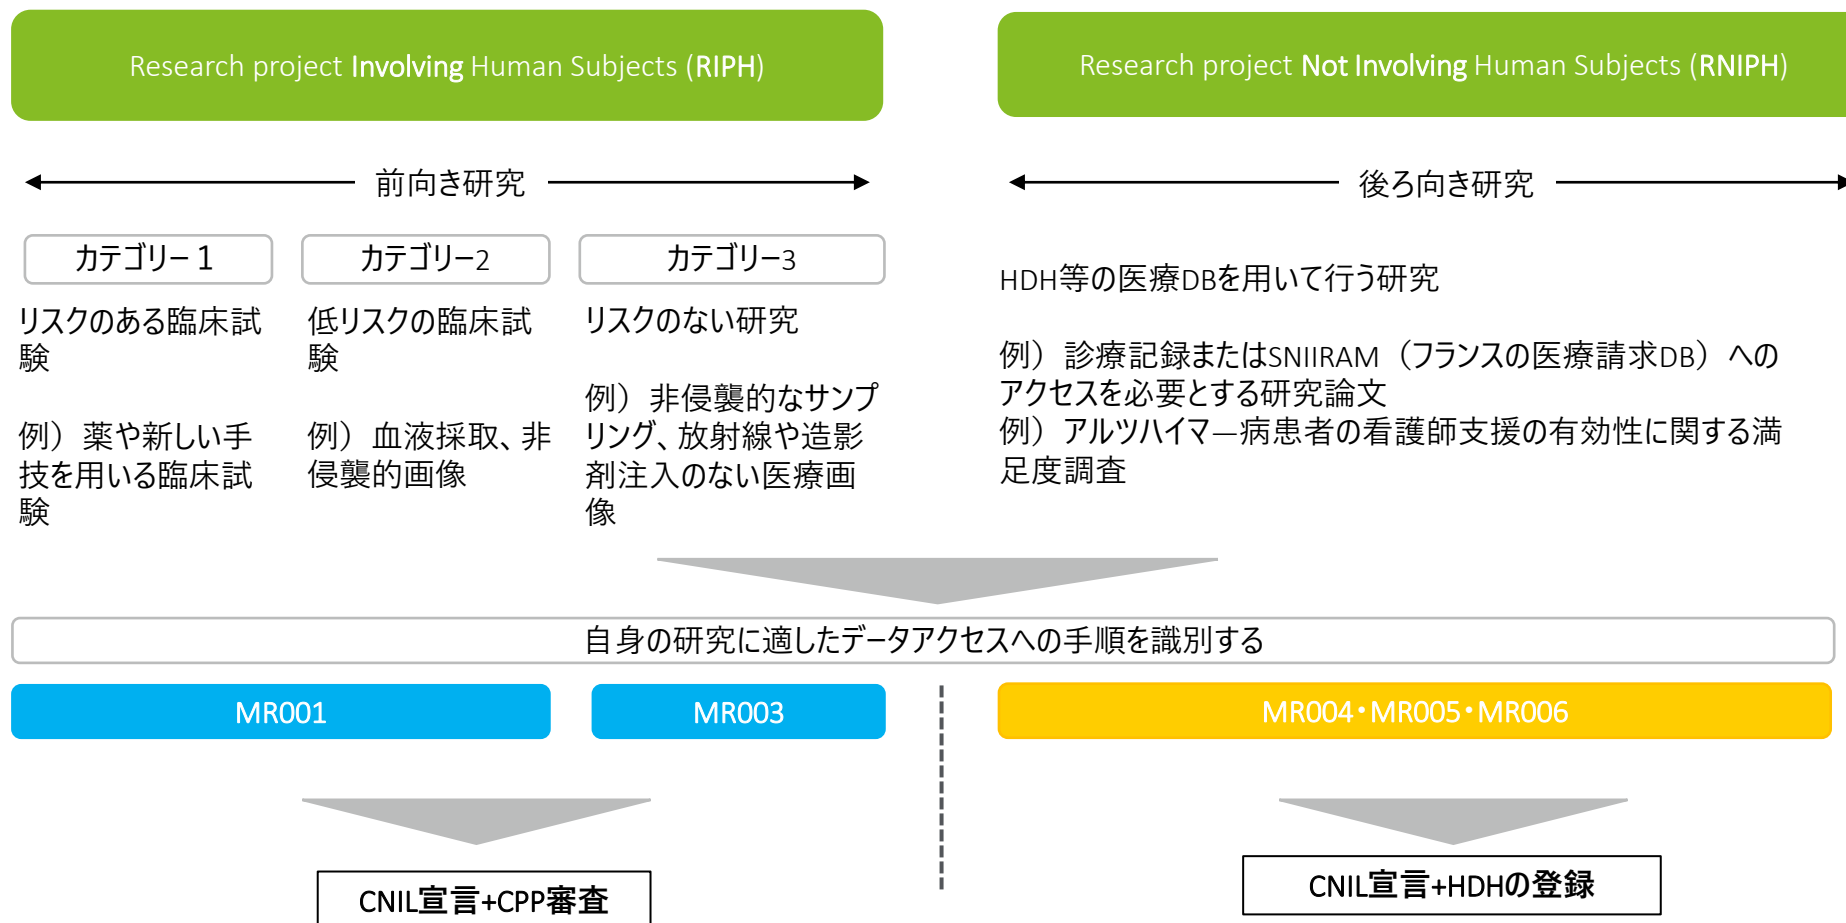 Research project Involving Human Subjects (RIPH)
Research project Not Involving Human Subjects (RNIPH)
前向き研究
後ろ向き研究
カテゴリー１
カテゴリー2
カテゴリー3
リスクのある臨床試
験
例）薬や新しい手
技を用いる臨床試
験
低リスクの臨床試
験
例）血液採取、非
侵襲的画像
リスクのない研究
例）非侵襲的なサンプ
リング、放射線や造影
剤注入のない医療画
像
HDH等の医療DBを用いて行う研究
例）診療記録またはSNIIRAM（フランスの医療請求DB）への
アクセスを必要とする研究論文
例）アルツハイマ―病患者の看護師支援の有効性に関する満
足度調査
自身の研究に適したデータアクセスへの手順を識別する
MR001
MR003
MR004・MR005・MR006
CNIL宣言+CPP審査
CNIL宣言+HDHの登録